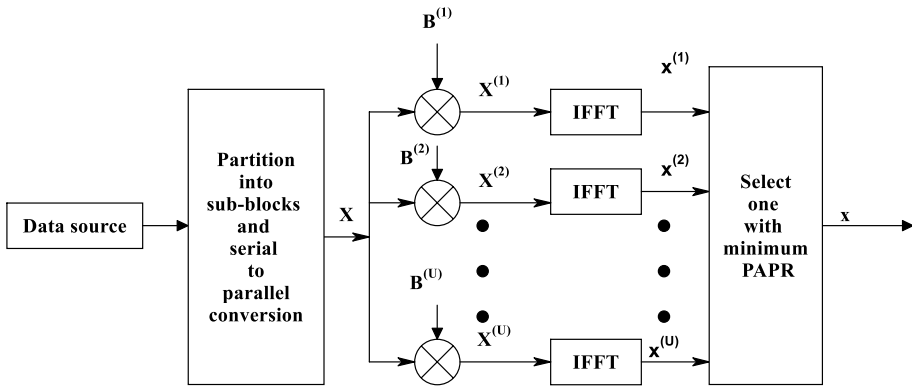 Data source
Partition
into
sub-blocks
and
serial
to
parallel
conversion
X
B(1)
X(1)
IFFT
x(1)
B(2)
X(2)
IFFT
x(2)
B(U)
X(U)
IFFT
x(U)
Select
one
with
minimum
PAPR
x